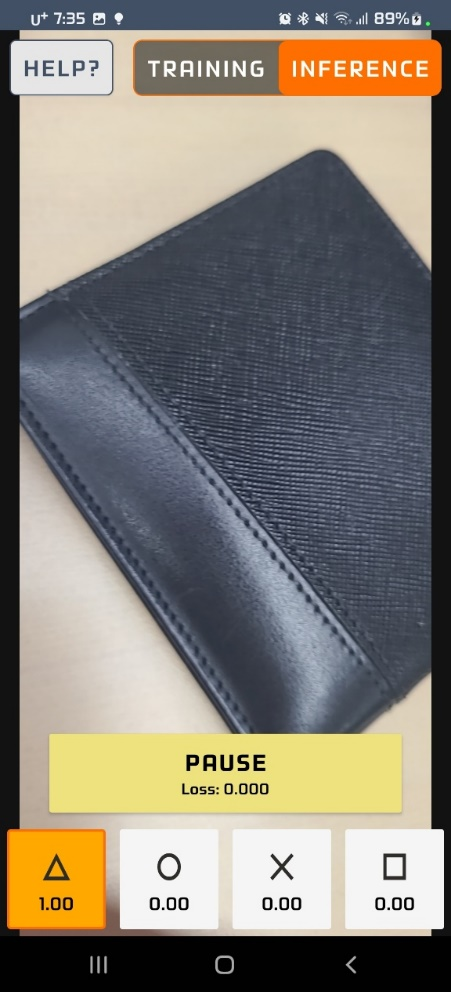 U+ 7:35 89%
HELP? TRAINING INFERENCE
PAUSE
Loss: 0.000
1.00 0.00 0.00 0.00